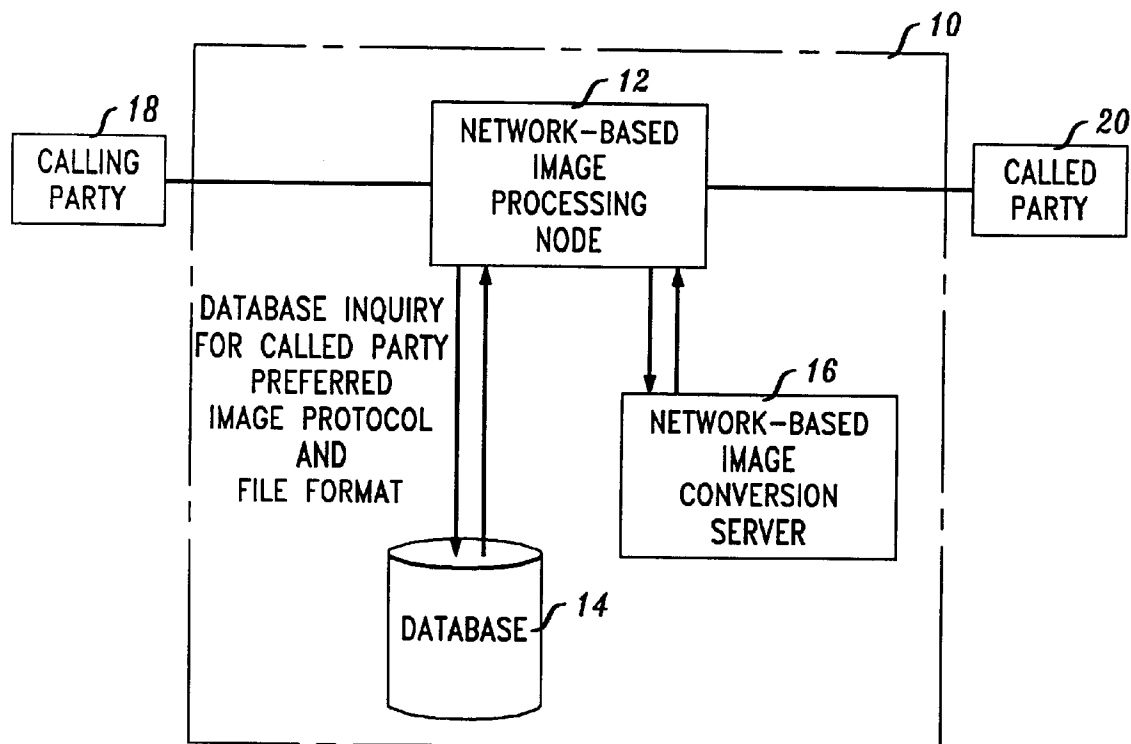 10
12
18
20
NETWORK-BASED
IMAGE
PROCESSING
NODE
CALLING
PARTY
CALLED
PARTY
DATABASE INQUIRY
FOR CALLED PARTY
PREFERRED
IMAGE PROTOCOL
AND
FILE FORMAT
16
NETWORK-BASED
IMAGE
CONVERSION
SERVER
DATABASE
14